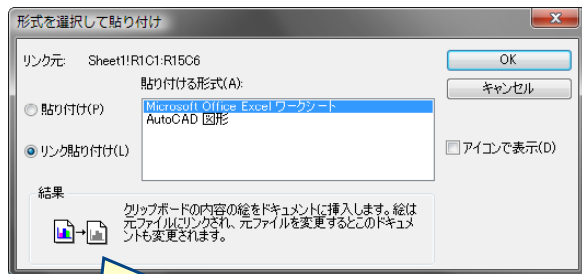 形式を選択して貼り付け
リンク元: Sheet1!R1C1:R15C6
OK
貼り付ける形式(A):
キャンセル
貼り付け(P)
Microsoft Office Excel ワークシート
AutoCAD 図形
リンク貼り付け(L)
アイコンで表示(D)
結果
クリップボードの内容の絵をドキュメントに挿入します。絵は
元ファイルにリンクされ、元ファイルを変更するとこのドキュメ
ントも変更されます。